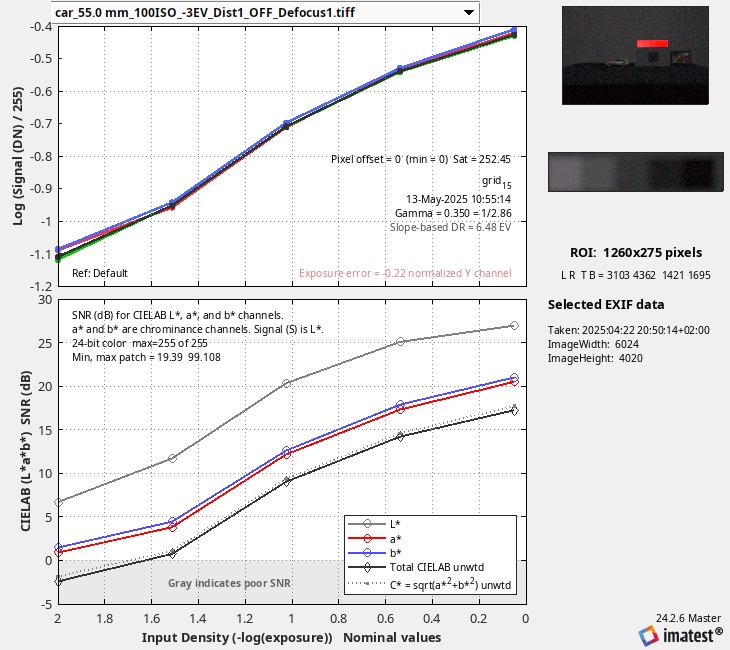 car_55.0 mm_100ISO_-3EV_Dist1_OFF_Defocus1.tiff
-0.4
-0.5
-0.6
-0.7
-0.8
-0.9
-1
-1.1
-1.2
Log (Signal (DN) / 255)
Pixel offset = 0 (min = 0) Sat = 252.45
grid15
13-May-2025 10:55:14
Gamma = 0.350 = 1/2.86
Slope-based DR = 6.48 EV
Ref: Default
Exposure error = -0.22 normalized Y channel
ROI: 1260x275 pixels
L R T B = 3103 4362 1421 1695
Selected EXIF data
Taken: 2025:04:22 20:50:14+02:00
ImageWidth: 6024
ImageHeight: 4020
30
25
20
15
10
5
0
-5
CIELAB (L*a*b*) SNR (dB)
SNR (dB) for CIELAB L*, a*, and b* channels.
a* and b* are chrominance channels. Signal (S) is L*.
24-bit color max=255 of 255
Min, max patch = 19.39 99.108
L*
a*
b*
Total CIELAB unwtd
C* = sqrt(a*2+b*2) unwtd
Gray indicates poor SNR
2 1.8 1.6 1.4 1.2 1 0.8 0.6 0.4 0.2 0
Input Density (-log(exposure)) Nominal values
24.2.6 Master
imatest®